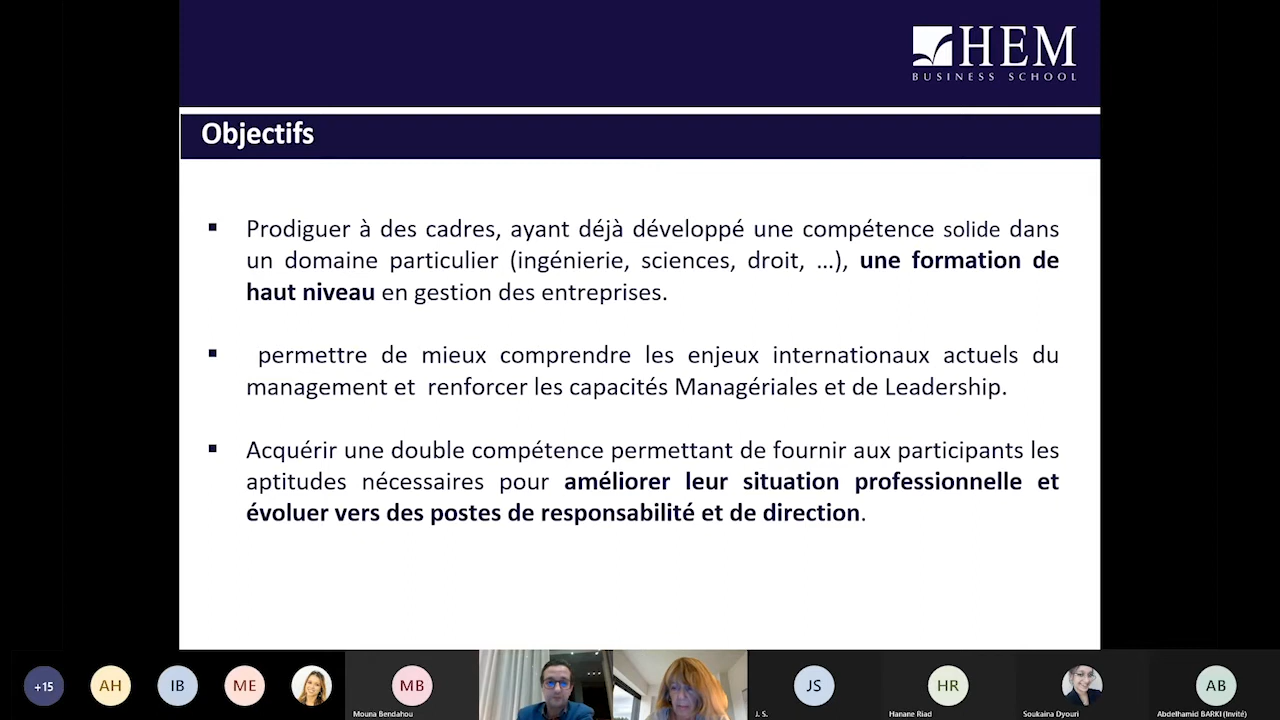 HEM
BUSINESS SCHOOL
Objectifs
▪ Prodiguer à des cadres, ayant déjà développé une compétence solide dans
un domaine particulier (ingénierie, sciences, droit, ...), une formation de
haut niveau en gestion des entreprises.
▪ permettre de mieux comprendre les enjeux internationaux actuels du
management et renforcer les capacités Managériales et de Leadership.
▪ Acquérir une double compétence permettant de fournir aux participants les
aptitudes nécessaires pour améliorer leur situation professionnelle et
évoluer vers des postes de responsabilité et de direction.
+15 AH IB ME MB JS HR AB
Mouna Bendahou J. S. Hanane Riad Soukaina Dyouri Abdelhamid BARKI (Invité)